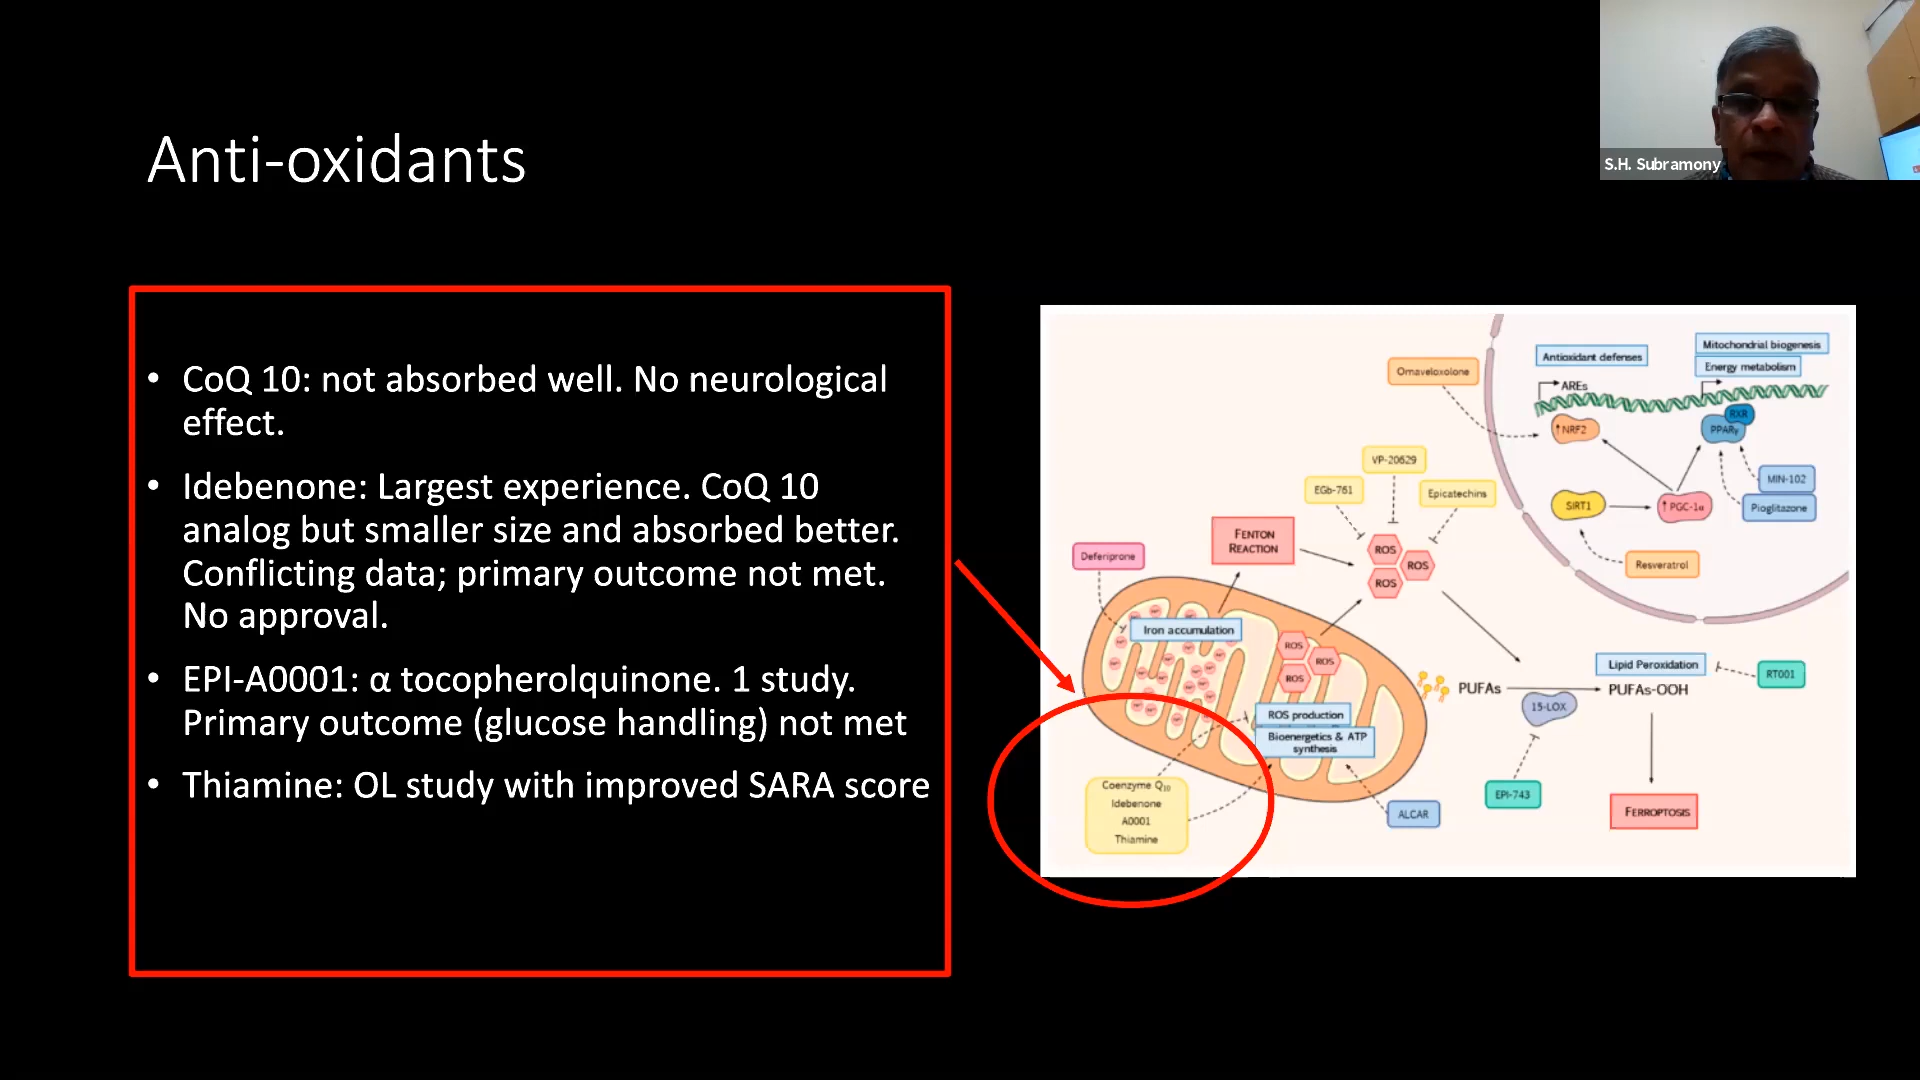 S.H. Subramony
Anti-oxidants
• CoQ 10: not absorbed well. No neurological
effect.
• Idebenone: Largest experience. CoQ 10
analog but smaller size and absorbed better.
Conflicting data; primary outcome not met.
No approval.
• EPI-A0001: α tocopherolquinone. 1 study.
Primary outcome (glucose handling) not met
• Thiamine: OL study with improved SARA score
Omaveloxolone
Antioxidant defenses
Mitochondrial biogenesis
Energy metabolism
AREs
↑NRF2
RXR
PPARγ
MIN-102
Pioglitazone
SIRT1
↑PGC-1α
Resveratrol
VP-20629
EGb-761
Epicatechins
FENTON
REACTION
ROS
ROS
ROS
Deferiprone
Iron accumulation
ROS
ROS
ROS
ROS production
Bioenergetics & ATP
synthesis
Coenzyme Q10
Idebenone
A0001
Thiamine
ALCAR
PUFAs
15-LOX
EPI-743
Lipid Peroxidation
PUFAs-OOH
RT001
FERROPTOSIS